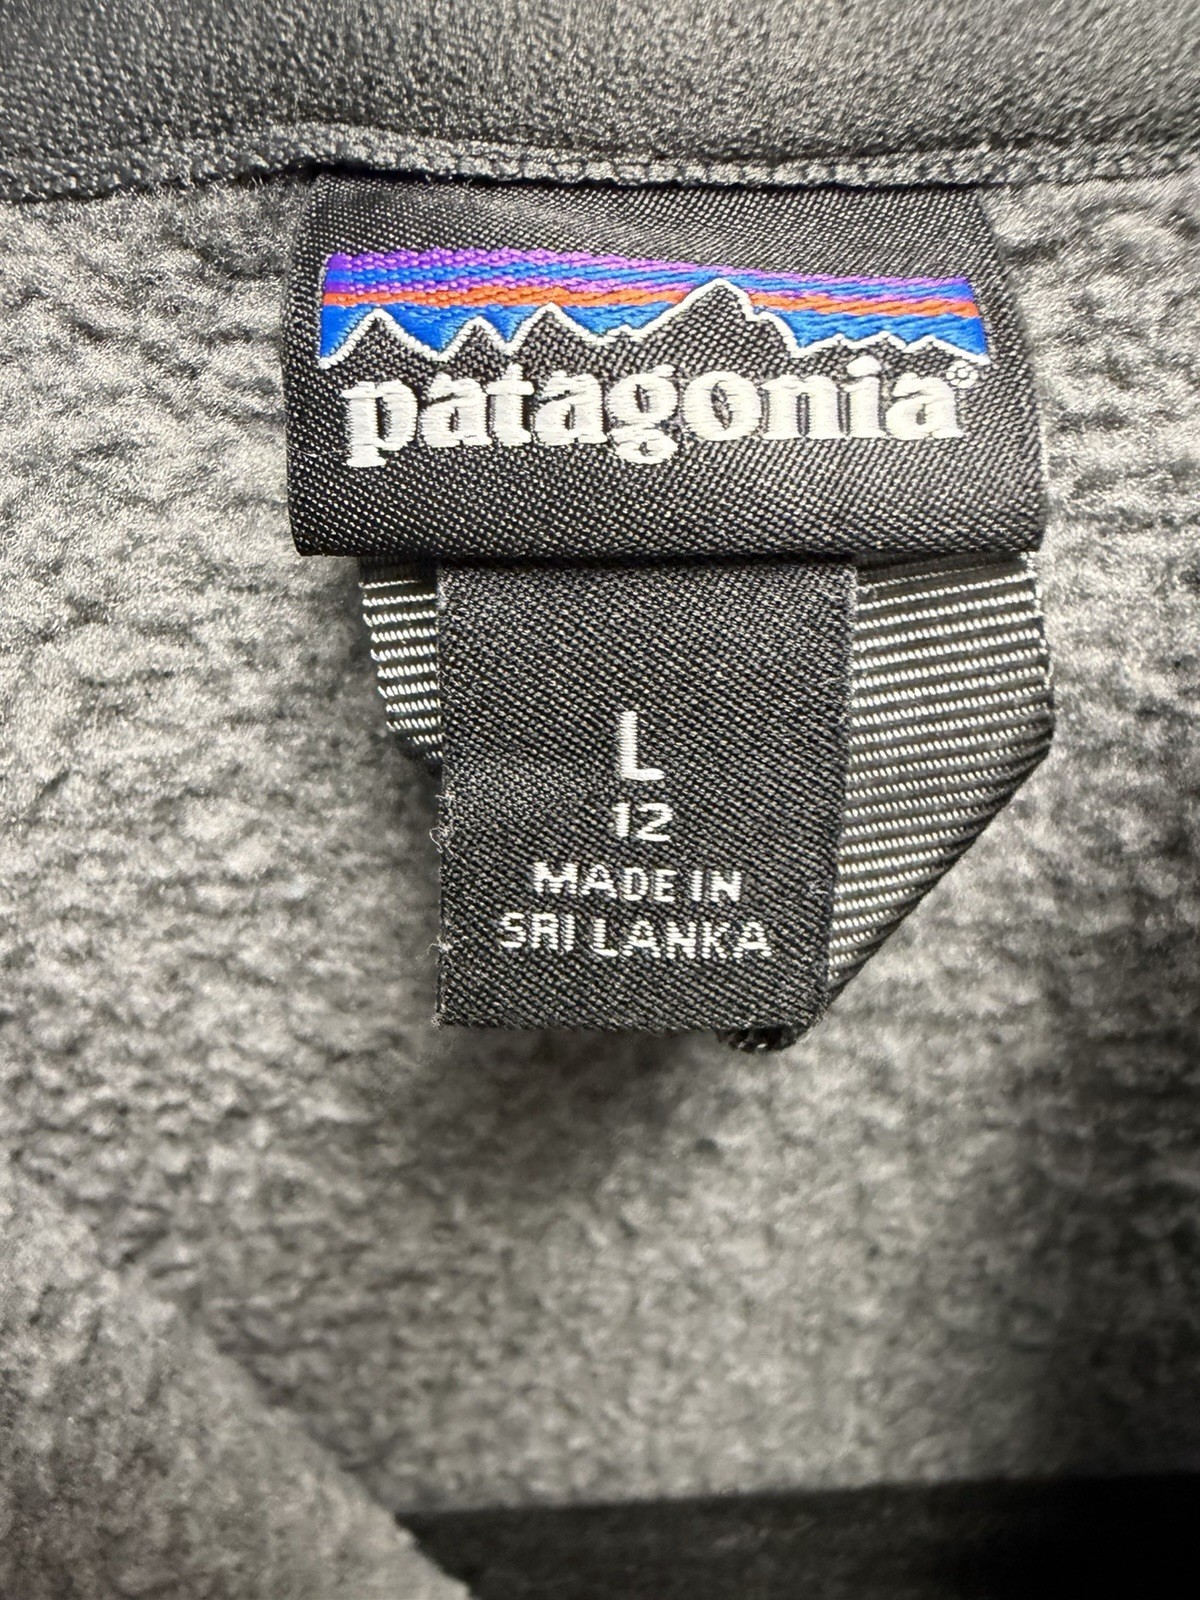 patagonia®
L
12
MADE IN
SRI LANKA